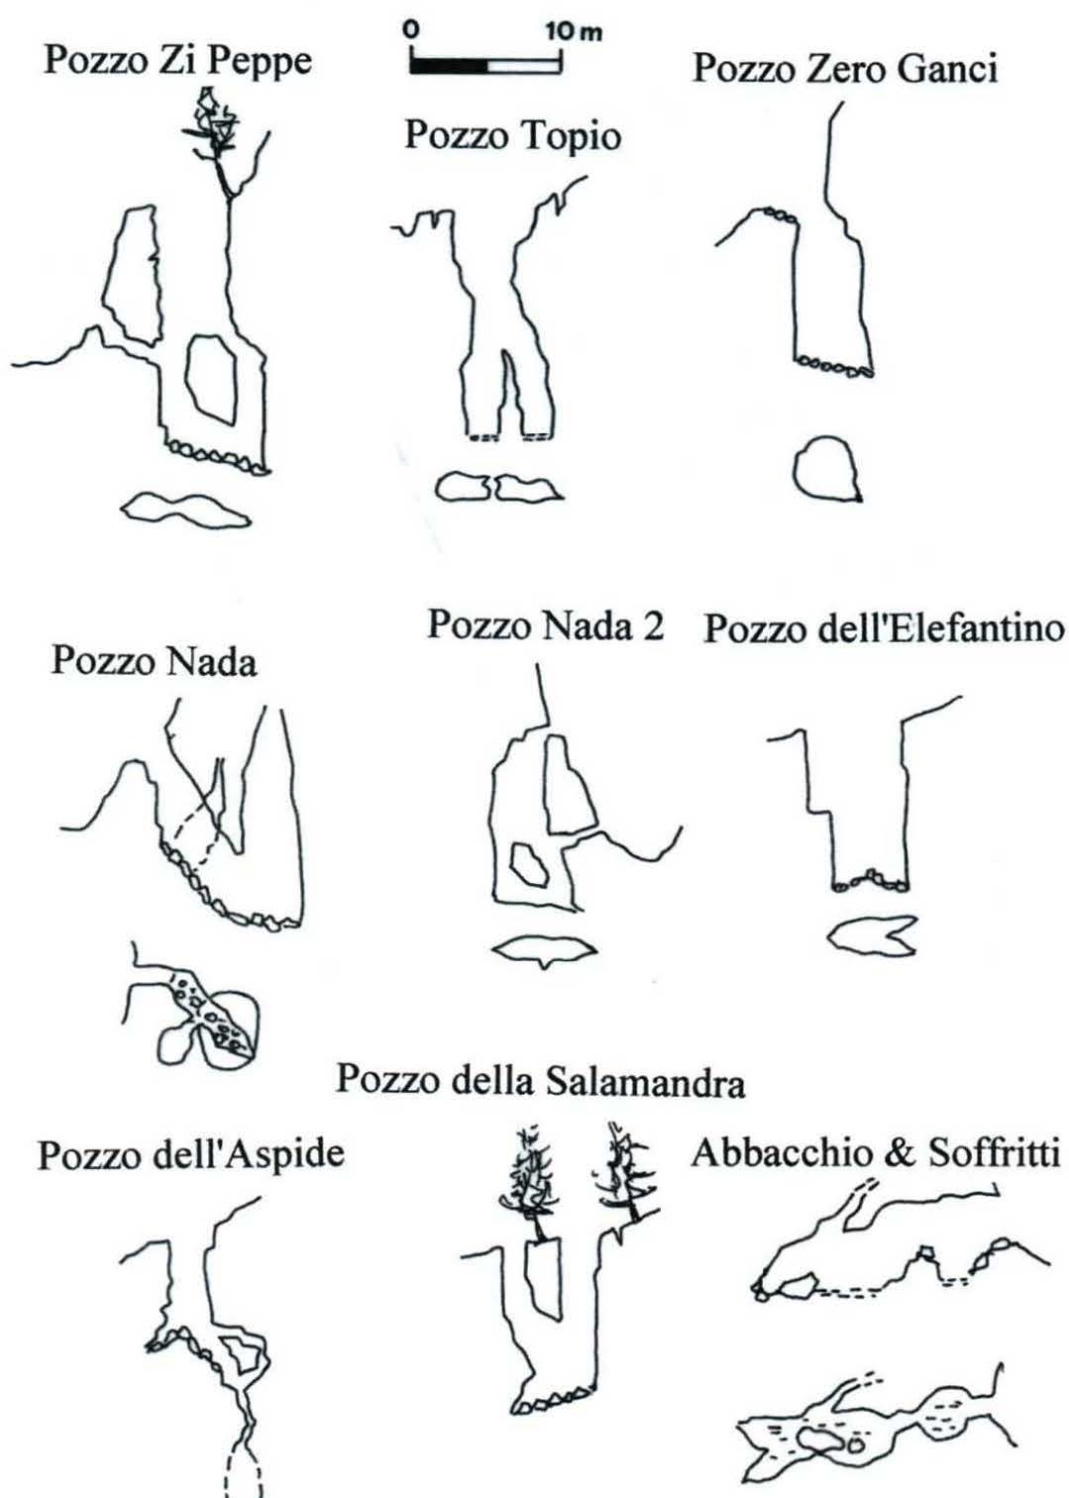 0 10 m
Pozzo Zi Peppe
Pozzo Topio
Pozzo Zero Ganci
Pozzo Nada
Pozzo Nada 2
Pozzo dell'Elefantino
Pozzo dell'Aspide
Pozzo della Salamandra
Abbacchio & Soffritti